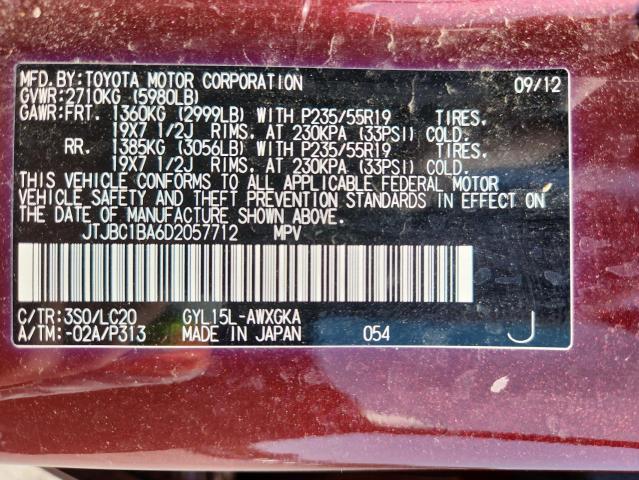 MFD.BY:TOYOTA MOTOR CORPORATION 09/12
GVWR:2710KG (5980LB)
GAWR:FRT. 1360KG (2999LB) WITH P235/55R19 TIRES,
19X7 1/2J RIMS, AT 230KPA (33PSI) COLD.
RR. 1385KG (3056LB) WITH P235/55R19 TIRES,
19X7 1/2J RIMS, AT 230KPA (33PSI) COLD.
THIS VEHICLE CONFORMS TO ALL APPLICABLE FEDERAL MOTOR
VEHICLE SAFETY AND THEFT PREVENTION STANDARDS IN EFFECT ON
THE DATE OF MANUFACTURE SHOWN ABOVE.
JTJBC1BA6D2057712 MPV
C/TR:3S0/LC20 GYL15L-AWXGKA
A/TM:-02A/P313 MADE IN JAPAN 054 J